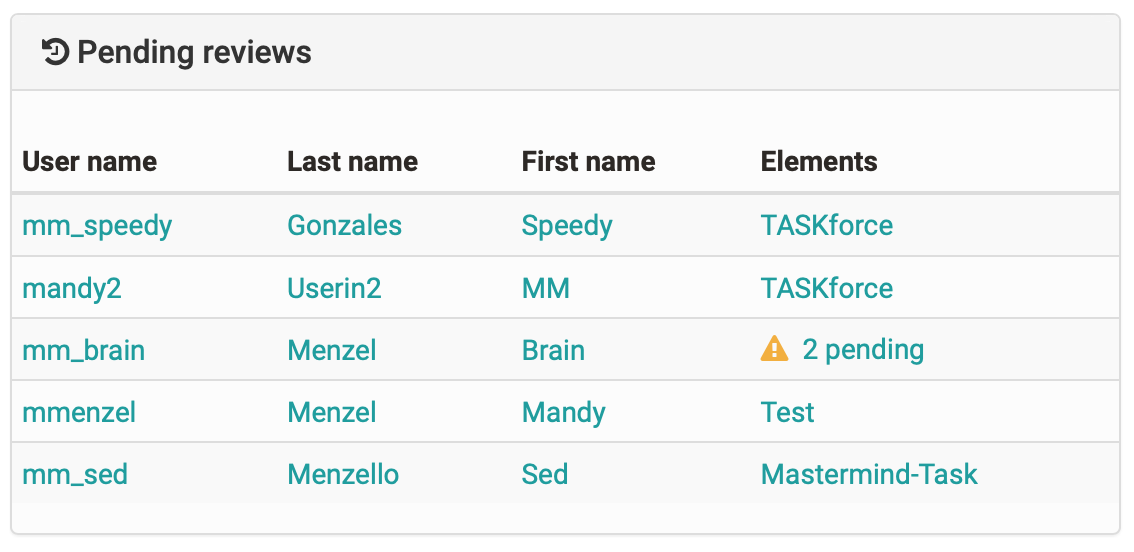 Pending reviews
User name Last name First name Elements
mm_speedy Gonzales Speedy TASKforce
mandy2 Userin2 MM TASKforce
mm_brain Menzel Brain 2 pending
mmenzel Menzel Mandy Test
mm_sed Menzello Sed Mastermind-Task